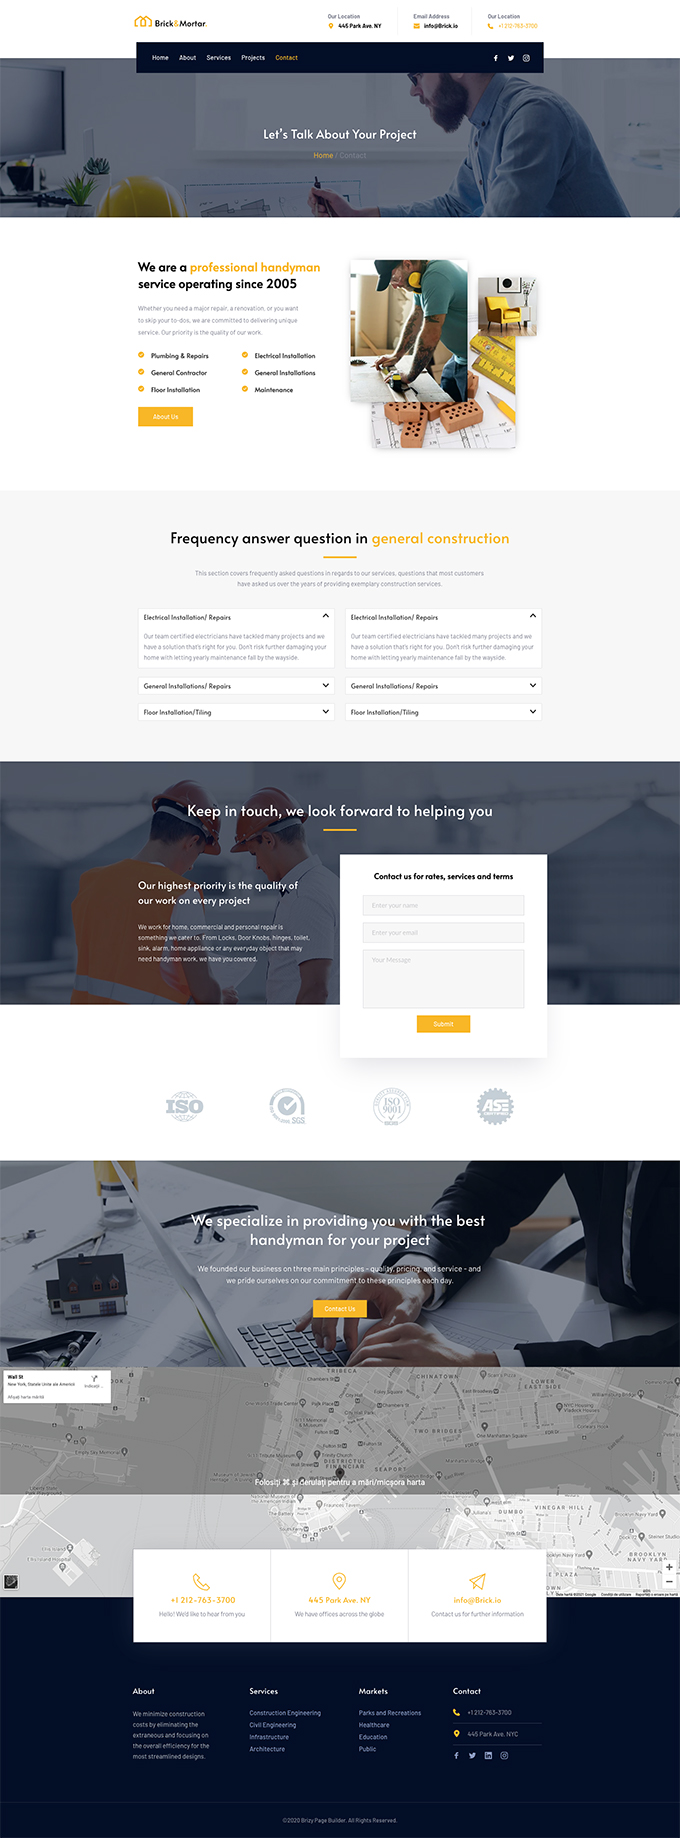 Brick&Mortar.
Our Location
445 Park Ave. NY
Email Address
info@Brick.io
Our Location
+1 212-763-3700
Home About Services Projects Contact
Let's Talk About Your Project
Home / Contact
We are a professional handyman
service operating since 2005
Whether you need a major repair, a renovation, or you want
to skip your to-dos, we are committed to delivering unique
service. Our priority is the quality of our work.
Plumbing & Repairs
Electrical Installation
General Contractor
General Installations
Floor Installation
Maintenance
About Us
Frequency answer question in general construction
This section covers frequently asked questions in regards to our services, questions that most customers
have asked us over the years of providing exemplary construction services.
Electrical Installation/ Repairs
Our team certified electricians have tackled many projects and we
have a solution that's right for you. Don't risk further damaging your
home with letting yearly maintenance fall by the wayside.
General Installations/ Repairs
Floor Installation/Tiling
Electrical Installation/ Repairs
Our team certified electricians have tackled many projects and we
have a solution that's right for you. Don't risk further damaging your
home with letting yearly maintenance fall by the wayside.
General Installations/ Repairs
Floor Installation/Tiling
Keep in touch, we look forward to helping you
Our highest priority is the quality of
our work on every project
We work for home, commercial and personal repair is
something we cater to. From Locks, Door Knobs, hinges, toilet,
sink, alarm, home appliance or any everyday object that may
need handyman work, we have you covered.
Contact us for rates, services and terms
Enter your name
Enter your email
Your Message
Submit
ISO
SGS
ISO
9001
ASE
We specialize in providing you with the best
handyman for your project
We founded our business on three main principles - quality, pricing, and service - and
we pride ourselves on our commitment to these principles each day.
Contact Us
Wall St
New York, Statele Unite ale Americii
Afișați harta mărită
TRIBECA
CHINATOWN
LOWER
EAST SIDE
TWO BRIDGES
DISTRICTUL
FINANCIAR
SEAPORT
Folosiți ⌘ și derulați pentru a mări/micșora harta
DUMBO
VINEGAR HILL
BROOKLYN
NAVY YARD
+1 212-763-3700
Hello! We'd like to hear from you
445 Park Ave. NY
We have offices across the globe
info@Brick.io
Contact us for further information
About
We minimize construction
costs by eliminating the
extraneous and focusing on
the overall efficiency for the
most streamlined designs.
Services
Construction Engineering
Civil Engineering
Infrastructure
Architecture
Markets
Parks and Recreations
Healthcare
Education
Public
Contact
+1 212-763-3700
445 Park Ave, NYC
©2020 Brizy Page Builder. All Rights Reserved.